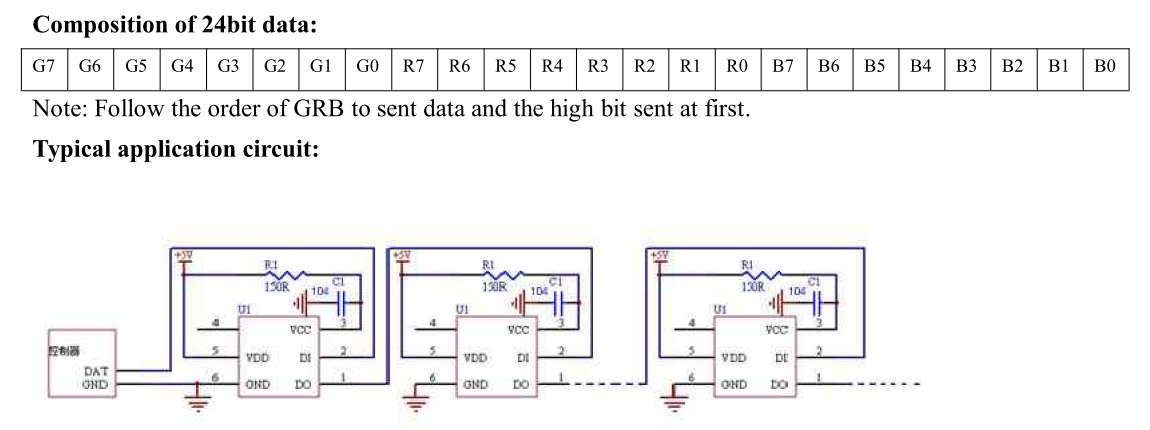 Composition of 24bit data:
G7 G6 G5 G4 G3 G2 G1 G0 R7 R6 R5 R4 R3 R2 R1 R0 B7 B6 B5 B4 B3 B2 B1 B0
Note: Follow the order of GRB to sent data and the high bit sent at first.
Typical application circuit:
+5V +5V +5V
R1 R1 R1
150R 104 C1 150R 104 C1 150R 104 C1
U1 U1 U1
4 VCC 3 4 VCC 3 4 VCC 3
控制器
5 VDD DI 2 5 VDD DI 2 5 VDD DI 2
DAT
GND 6 GND DO 1 6 GND DO 1 6 GND DO 1